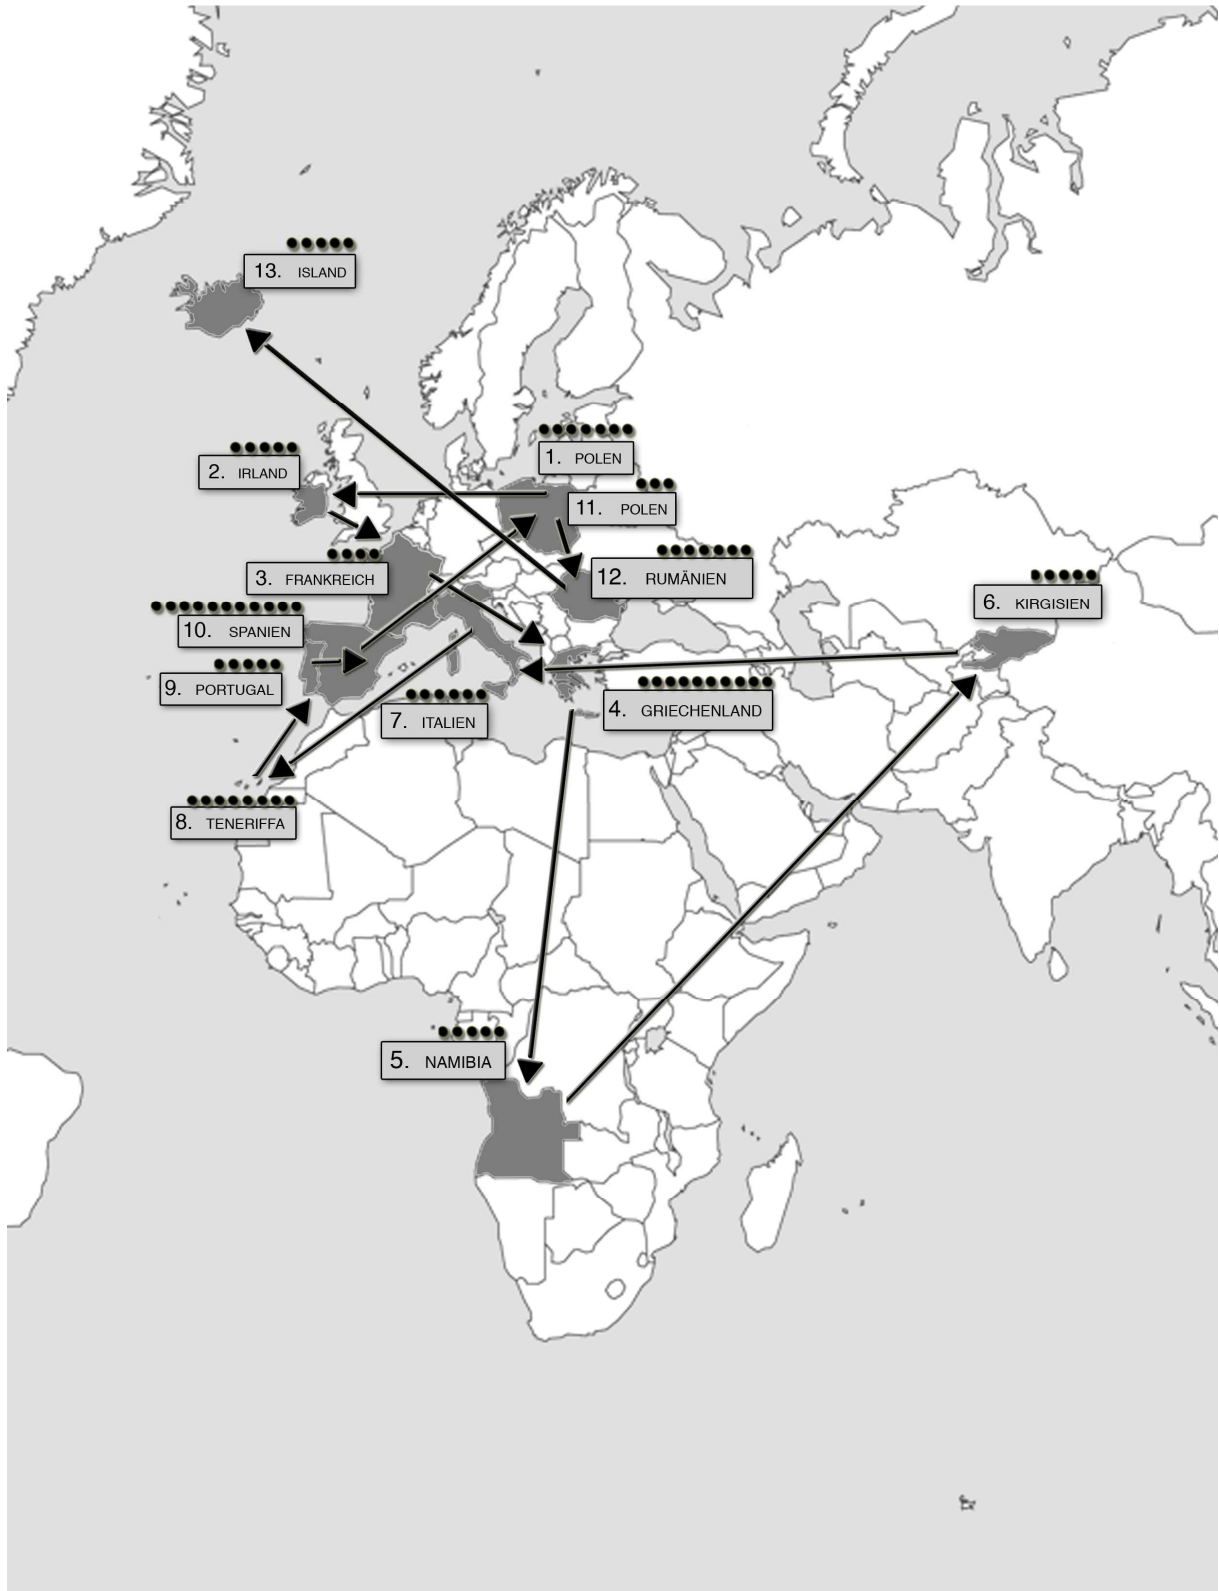 13. ISLAND
1. POLEN
2. IRLAND
11. POLEN
3. FRANKREICH
12. RUMÄNIEN
6. KIRGISIEN
10. SPANIEN
9. PORTUGAL
4. GRIECHENLAND
7. ITALIEN
8. TENERIFFA
5. NAMIBIA